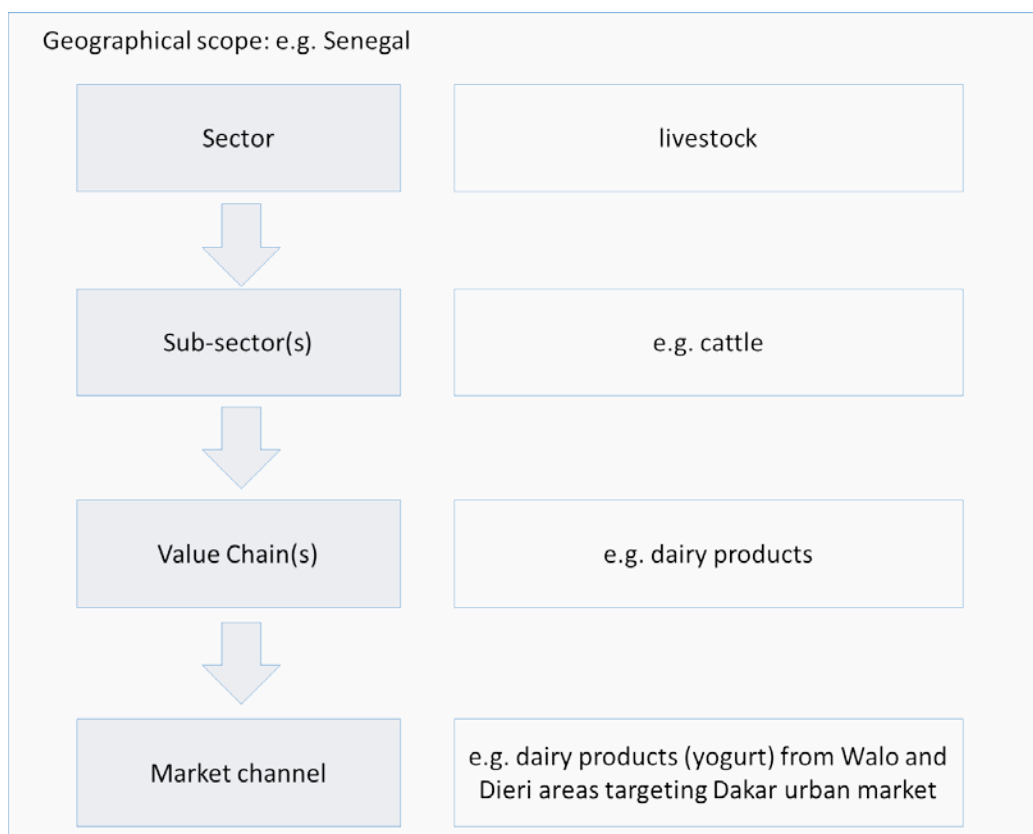 Geographical scope: e.g. Senegal
Sector
livestock
Sub-sector(s)
e.g. cattle
Value Chain(s)
e.g. dairy products
Market channel
e.g. dairy products (yogurt) from Walo and
Dieri areas targeting Dakar urban market